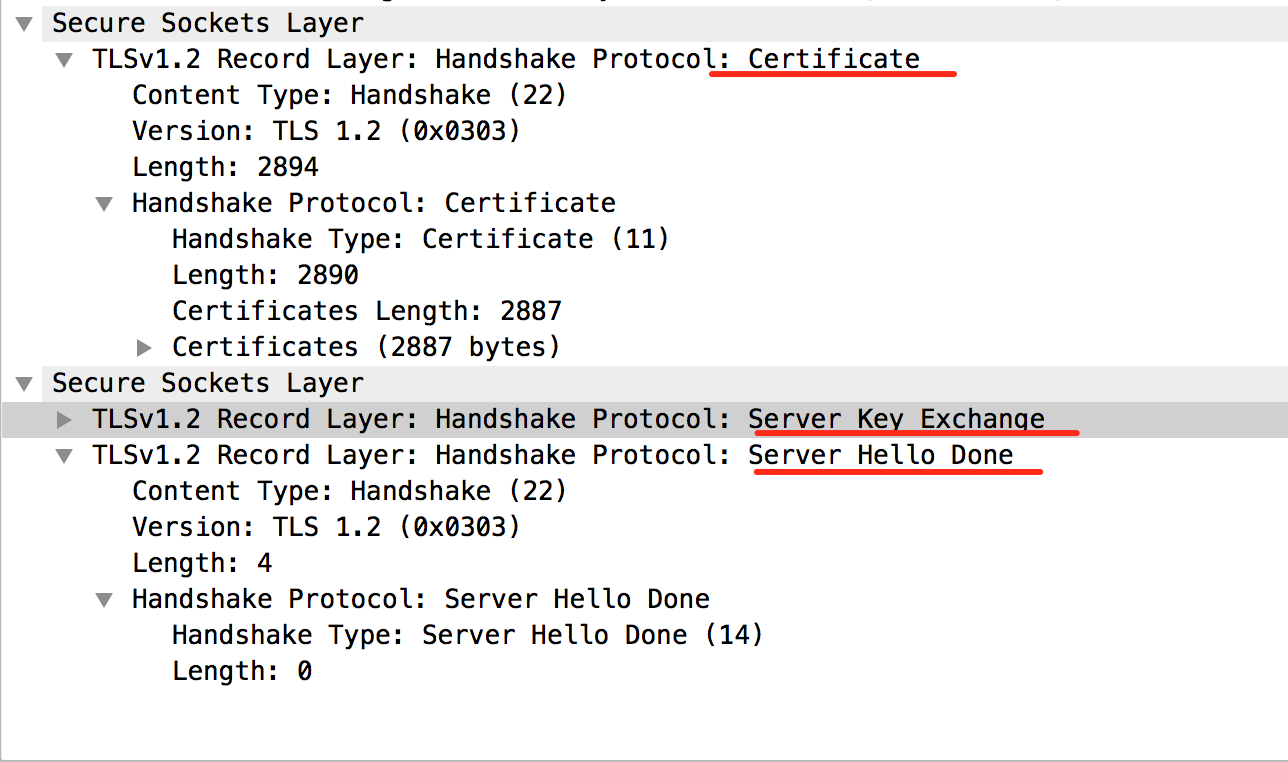 Secure Sockets Layer
TLSv1.2 Record Layer: Handshake Protocol: Certificate
Content Type: Handshake (22)
Version: TLS 1.2 (0x0303)
Length: 2894
Handshake Protocol: Certificate
Handshake Type: Certificate (11)
Length: 2890
Certificates Length: 2887
Certificates (2887 bytes)
Secure Sockets Layer
TLSv1.2 Record Layer: Handshake Protocol: Server Key Exchange
TLSv1.2 Record Layer: Handshake Protocol: Server Hello Done
Content Type: Handshake (22)
Version: TLS 1.2 (0x0303)
Length: 4
Handshake Protocol: Server Hello Done
Handshake Type: Server Hello Done (14)
Length: 0